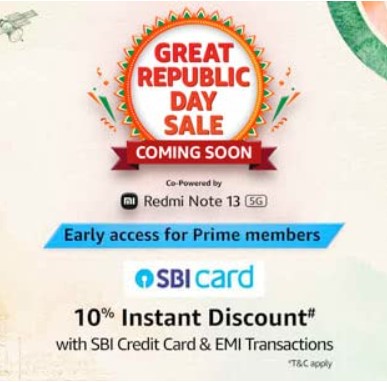 GREAT
REPUBLIC
DAY
SALE
COMING SOON
Co-Powered by
mi Redmi Note 13 5G
Early access for Prime members
SBI card
10% Instant Discount#
with SBI Credit Card & EMI Transactions
*T&C apply